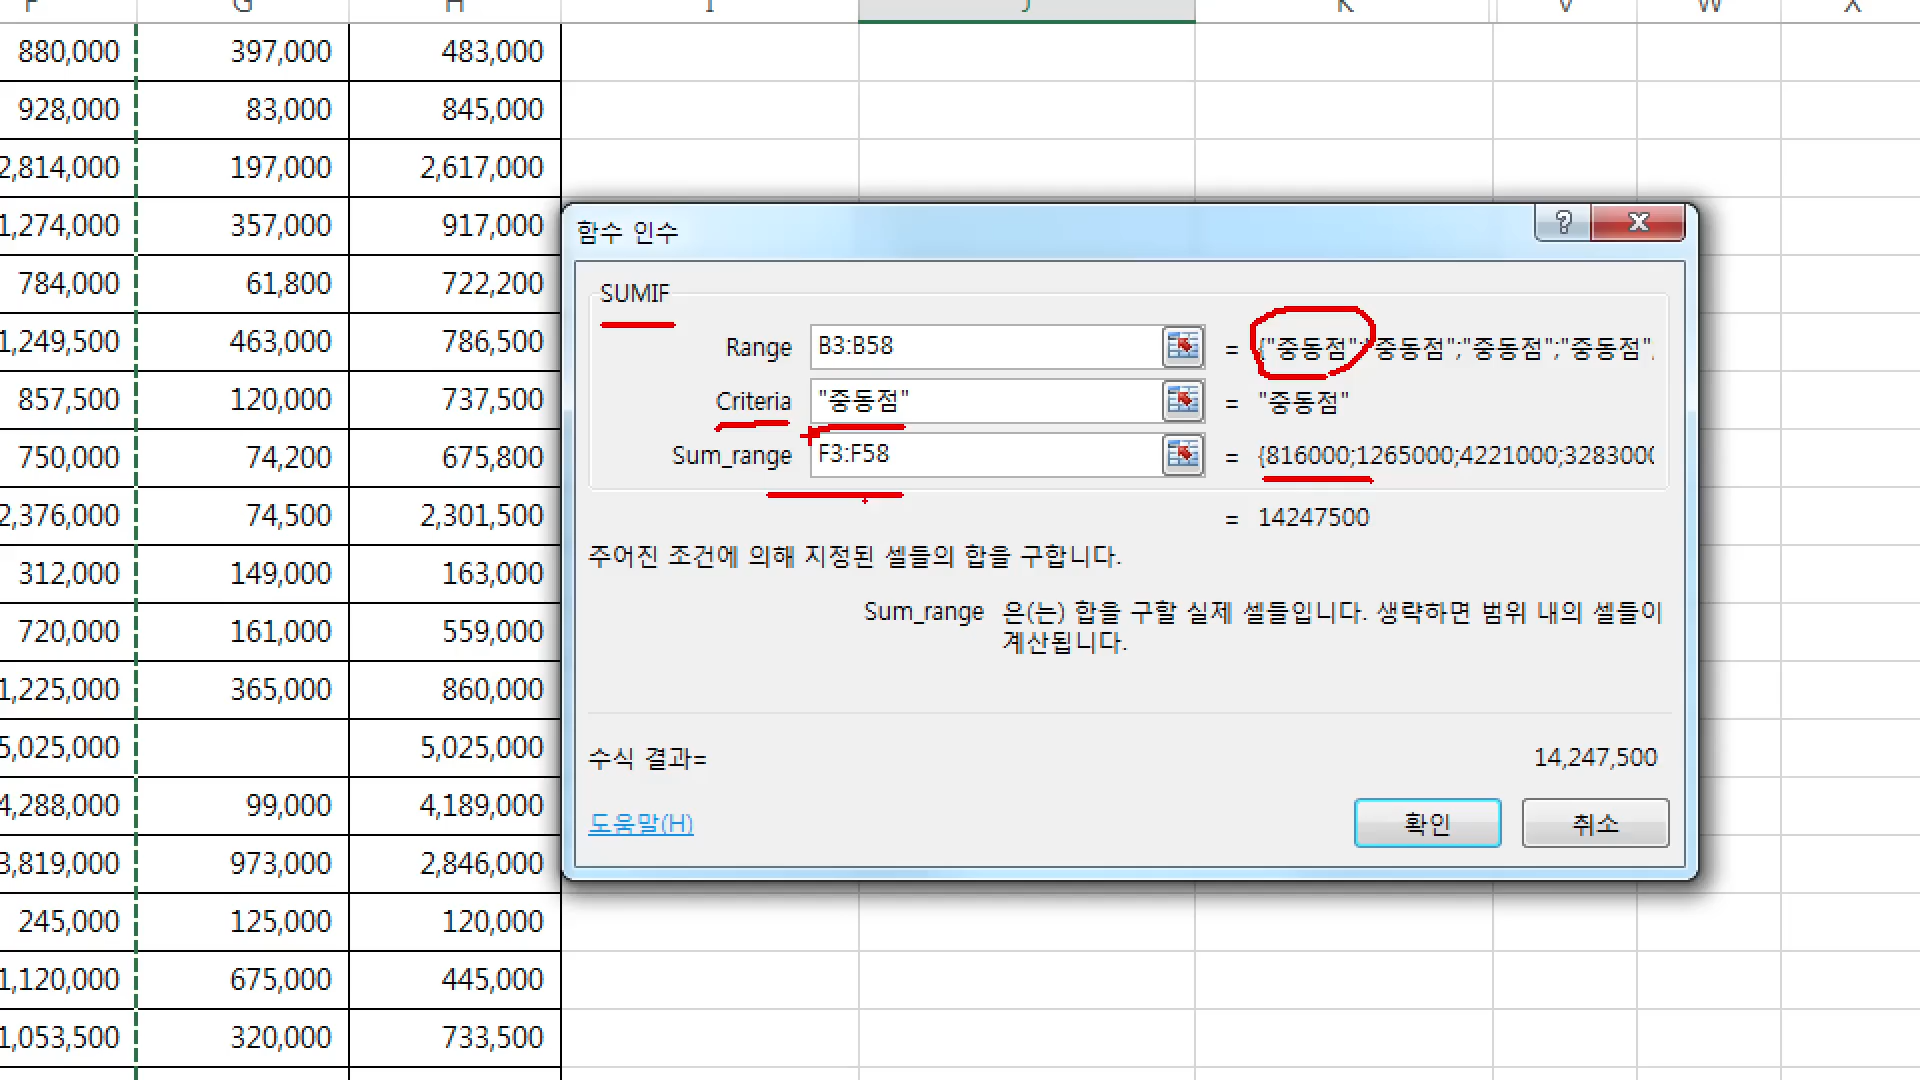 F G H I J K V W X
880,000 397,000 483,000
928,000 83,000 845,000
2,814,000 197,000 2,617,000
1,274,000 357,000 917,000
함수 인수
784,000 61,800 722,200
SUMIF
1,249,500 463,000 786,500
Range B3:B58 = {"중동점";"중동점";"중동점";"중동점";
857,500 120,000 737,500
Criteria "중동점" = "중동점"
750,000 74,200 675,800
Sum_range F3:F58 = {816000;1265000;4221000;3283000
2,376,000 74,500 2,301,500
= 14247500
312,000 149,000 163,000
주어진 조건에 의해 지정된 셀들의 합을 구합니다.
720,000 161,000 559,000
Sum_range 은(는) 합을 구할 실제 셀들입니다. 생략하면 범위 내의 셀들이
계산됩니다.
1,225,000 365,000 860,000
5,025,000 5,025,000
수식 결과= 14,247,500
4,288,000 99,000 4,189,000
도움말(H) 확인 취소
3,819,000 973,000 2,846,000
245,000 125,000 120,000
1,120,000 675,000 445,000
1,053,500 320,000 733,500